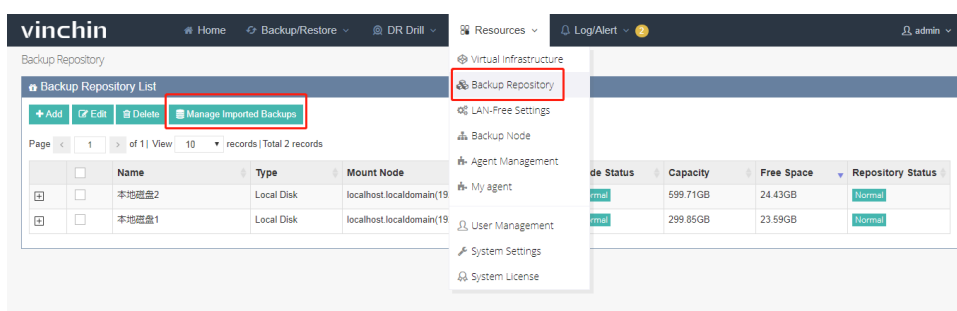 vinchin Home Backup/Restore DR Drill Resources Log/Alert 2 admin
Backup Repository
Virtual Infrastructure
Backup Repository List
Backup Repository
Add Edit Delete Manage Imported Backups
LAN-Free Settings
Backup Node
Page 1 of 1 | View 10 records | Total 2 records
Agent Management
Name Type Mount Node de Status Capacity Free Space Repository Status
My agent
本地磁盘2 Local Disk localhost.localdomain(19 rmal 599.71GB 24.43GB Normal
本地磁盘1 Local Disk localhost.localdomain(19 rmal 299.85GB 23.59GB Normal
User Management
System Settings
System License